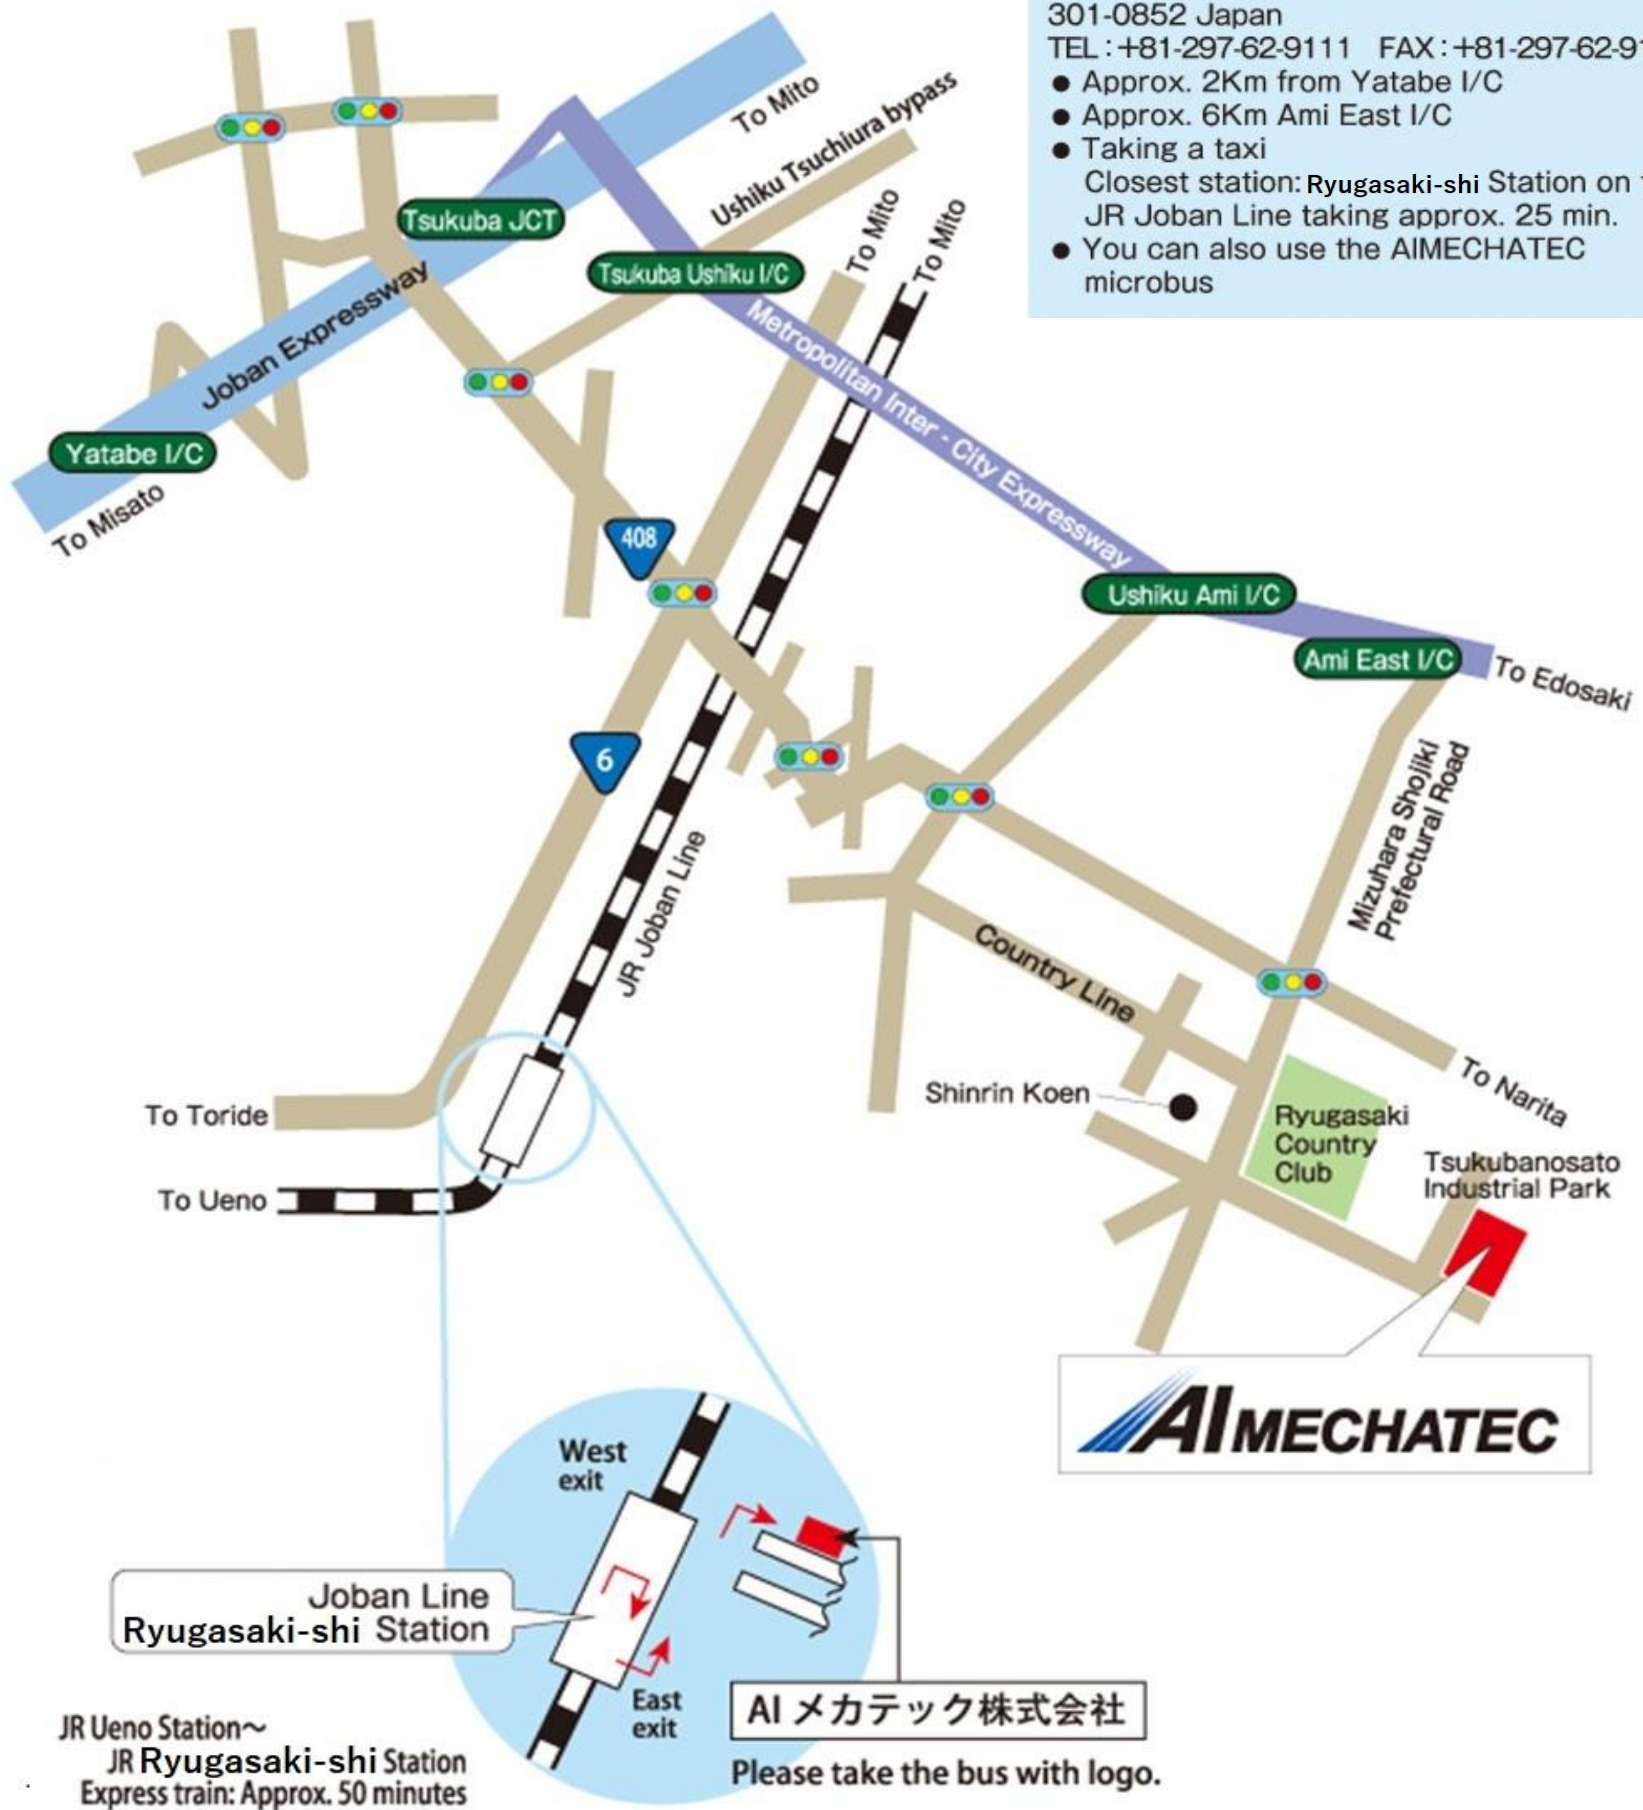 301-0852 Japan
TEL：+81-297-62-9111 FAX：+81-297-62-91
● Approx. 2Km from Yatabe I/C
● Approx. 6Km Ami East I/C
● Taking a taxi
Closest station: Ryugasaki-shi Station on
JR Joban Line taking approx. 25 min.
● You can also use the AIMECHATEC
microbus
To Mito
Ushiku Tsuchiura bypass
To Mito
To Mito
Tsukuba JCT
Tsukuba Ushiku I/C
Joban Expressway
Metropolitan Inter - City Expressway
Yatabe I/C
To Misato
408
Ushiku Ami I/C
Ami East I/C
To Edosaki
6
Mizuhara Shojiki
Prefectural Road
JR Joban Line
Country Line
Shinrin Koen
To Narita
To Toride
Ryugasaki
Country
Club
Tsukubanosato
Industrial Park
To Ueno
AIMECHATEC
West
exit
Joban Line
Ryugasaki-shi Station
East
exit
AI メカテック株式会社
Please take the bus with logo.
JR Ueno Station～
JR Ryugasaki-shi Station
Express train: Approx. 50 minutes